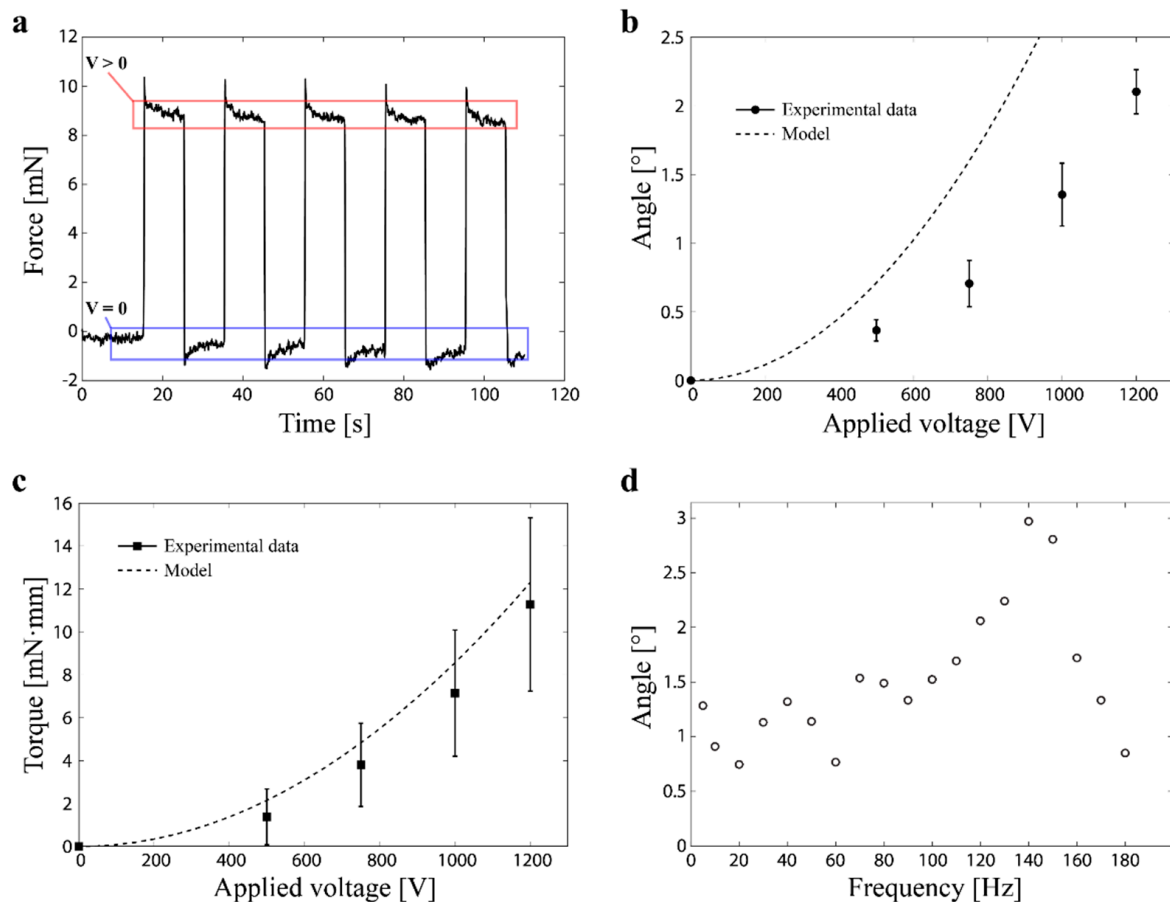 a
12
10
8
6
4
2
0
-2
Force [mN]
V > 0
V = 0
0 20 40 60 80 100 120
Time [s]
b
2.5
2
1.5
1
0.5
0
Angle [°]
Experimental data
Model
0 200 400 600 800 1000 1200
Applied voltage [V]
c
16
14
12
10
8
6
4
2
0
Torque [mN·mm]
Experimental data
Model
0 200 400 600 800 1000 1200
Applied voltage [V]
d
3
2.5
2
1.5
1
0.5
0
Angle [°]
0 20 40 60 80 100 120 140 160 180
Frequency [Hz]